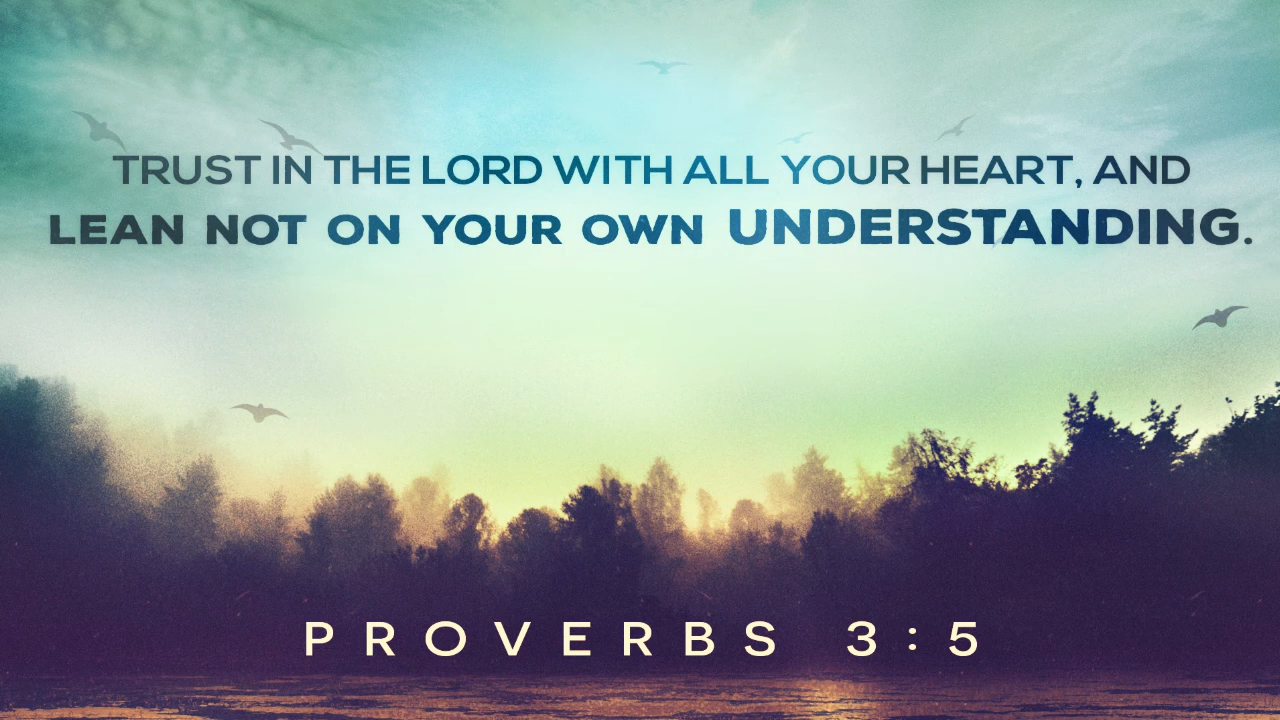 TRUST IN THE LORD WITH ALL YOUR HEART, AND
LEAN NOT ON YOUR OWN UNDERSTANDING.
PROVERBS 3:5